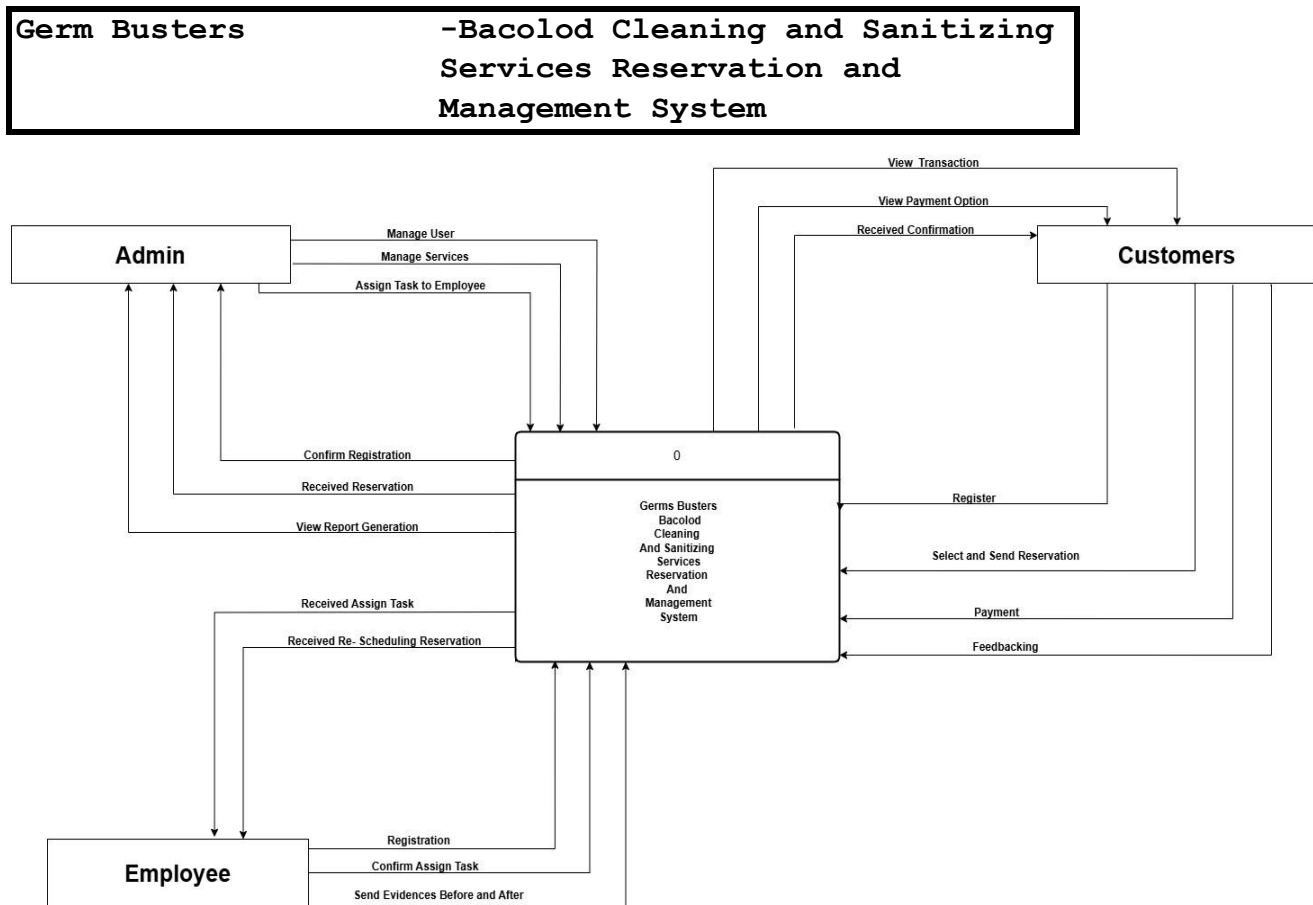 Germ Busters -Bacolod Cleaning and Sanitizing
Services Reservation and
Management System
View Transaction
View Payment Option
Received Confirmation
Manage User
Manage Services
Assign Task to Employee
Admin
Customers
Confirm Registration
Received Reservation
View Report Generation
0
Germs Busters
Bacolod
Cleaning
And Sanitizing
Services
Reservation
And
Management
System
Register
Select and Send Reservation
Payment
Feedbacking
Received Assign Task
Received Re- Scheduling Reservation
Registration
Confirm Assign Task
Send Evidences Before and After
Employee